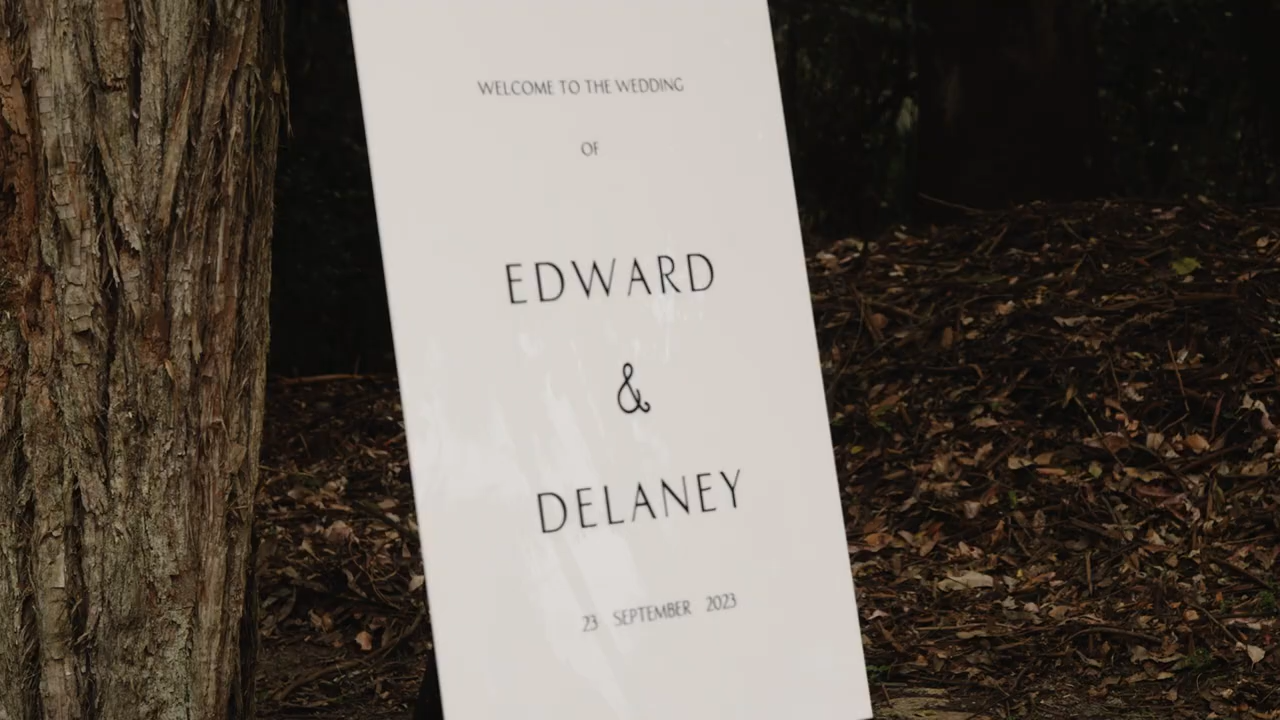 WELCOME TO THE WEDDING
OF
EDWARD
&
DELANEY
23 SEPTEMBER 2023